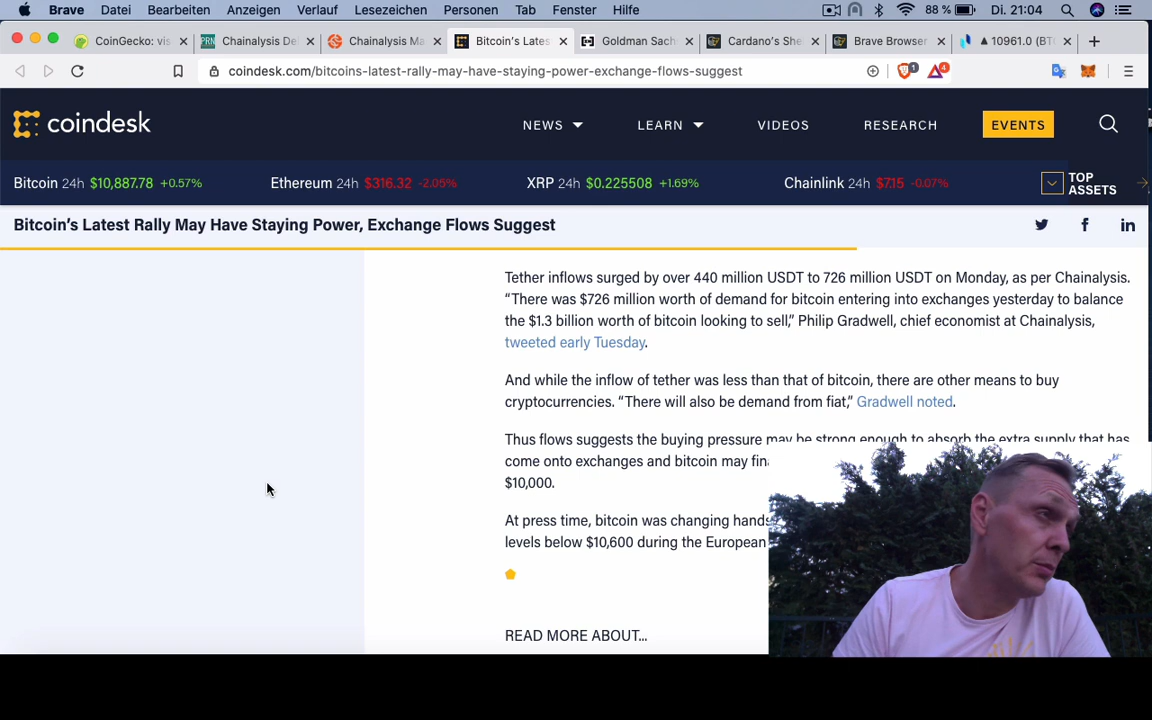 Brave Datei Bearbeiten Anzeigen Verlauf Lesezeichen Personen Tab Fenster Hilfe 88 % Di. 21:04
CoinGecko: vis Chainalysis De Chainalysis Ma Bitcoin's Lates Goldman Sach Cardano's She Brave Browser ▲ 10961.0 (BT
coindesk.com/bitcoins-latest-rally-may-have-staying-power-exchange-flows-suggest 1 4
coindesk NEWS LEARN VIDEOS RESEARCH EVENTS
Bitcoin 24h $10,887.78 +0.57% Ethereum 24h $316.32 -2.05% XRP 24h $0.225508 +1.69% Chainlink 24h $7.15 -0.07% TOP
ASSETS
Bitcoin's Latest Rally May Have Staying Power, Exchange Flows Suggest
Tether inflows surged by over 440 million USDT to 726 million USDT on Monday, as per Chainalysis.
“There was $726 million worth of demand for bitcoin entering into exchanges yesterday to balance
the $1.3 billion worth of bitcoin looking to sell,” Philip Gradwell, chief economist at Chainalysis,
tweeted early Tuesday.
And while the inflow of tether was less than that of bitcoin, there are other means to buy
cryptocurrencies. “There will also be demand from fiat,” Gradwell noted.
Thus flows suggests the buying pressure may be strong enough to absorb the extra supply that has
come onto exchanges and bitcoin may
$10,000.
At press time, bitcoin was changing hands
levels below $10,600 during the European
READ MORE ABOUT...